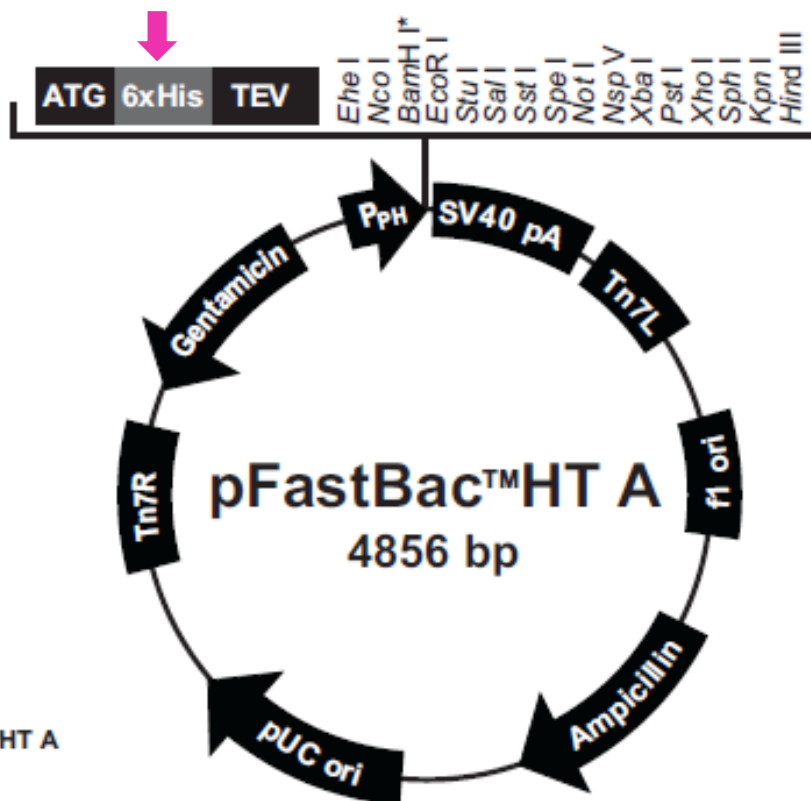 ATG 6xHis TEV
Ehe I
Nco I
BamH I*
EcoR I
Stu I
Sal I
Sst I
Spe I
Not I
Nsp V
Xba I
Pst I
Xho I
Sph I
Kpn I
Hind III
PPH
SV40 pA
Tn7L
f1 ori
Ampicillin
pUC ori
Tn7R
Gentamicin
pFastBac™HT A
4856 bp
HT A